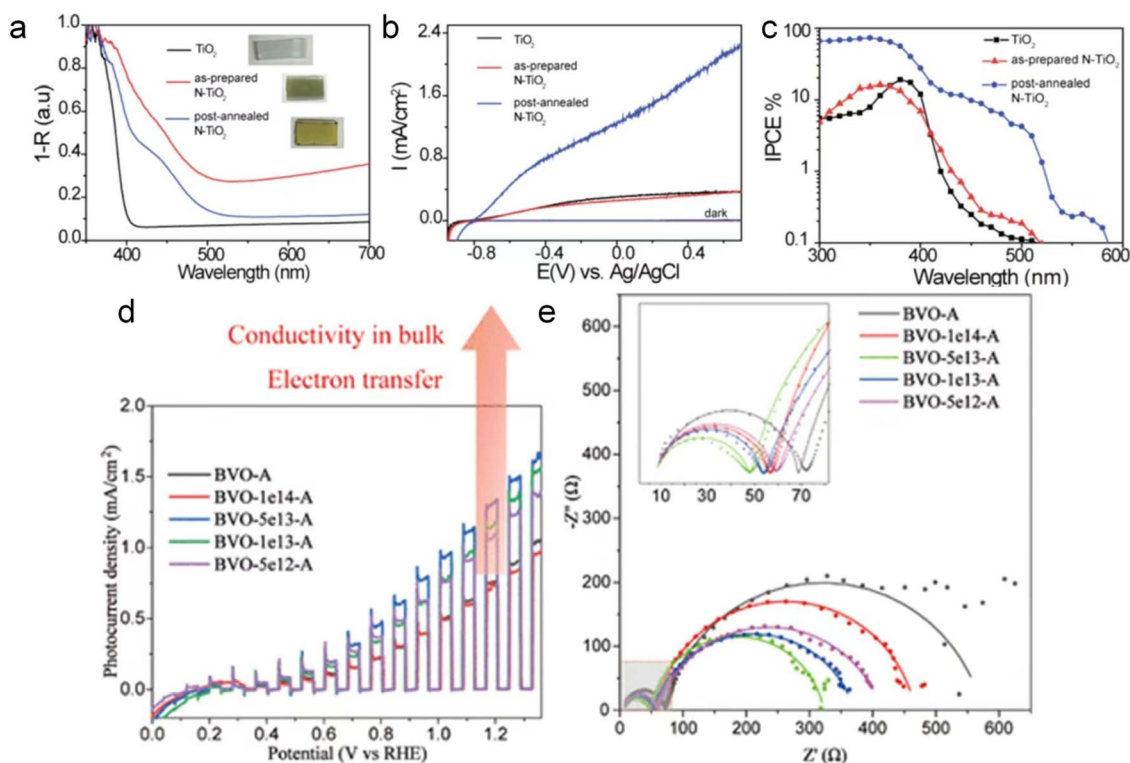 a
TiO2
as-prepared
N-TiO2
post-annealed
N-TiO2
1-R (a.u)
1.0
0.8
0.6
0.4
0.2
0.0
400
500
600
700
Wavelength (nm)
b
TiO2
as-prepared
N-TiO2
post-annealed
N-TiO2
dark
I (mA/cm2)
2.4
1.6
0.8
0.0
-0.8
-0.4
0.0
0.4
E(V) vs. Ag/AgCl
c
TiO2
as-prepared N-TiO2
post-annealed
N-TiO2
IPCE %
100
10
1
0.1
300
400
500
600
Wavelength (nm)
d
Conductivity in bulk
Electron transfer
BVO-A
BVO-1e14-A
BVO-5e13-A
BVO-1e13-A
BVO-5e12-A
Photocurrent density (mA/cm2)
2.0
1.5
1.0
0.5
0.0
0.0
0.2
0.4
0.6
0.8
1.0
1.2
Potential (V vs RHE)
e
BVO-A
BVO-1e14-A
BVO-5e13-A
BVO-1e13-A
BVO-5e12-A
10
30
50
70
-Z'' (Ω)
600
500
400
300
200
100
0
0
100
200
300
400
500
600
Z' (Ω)